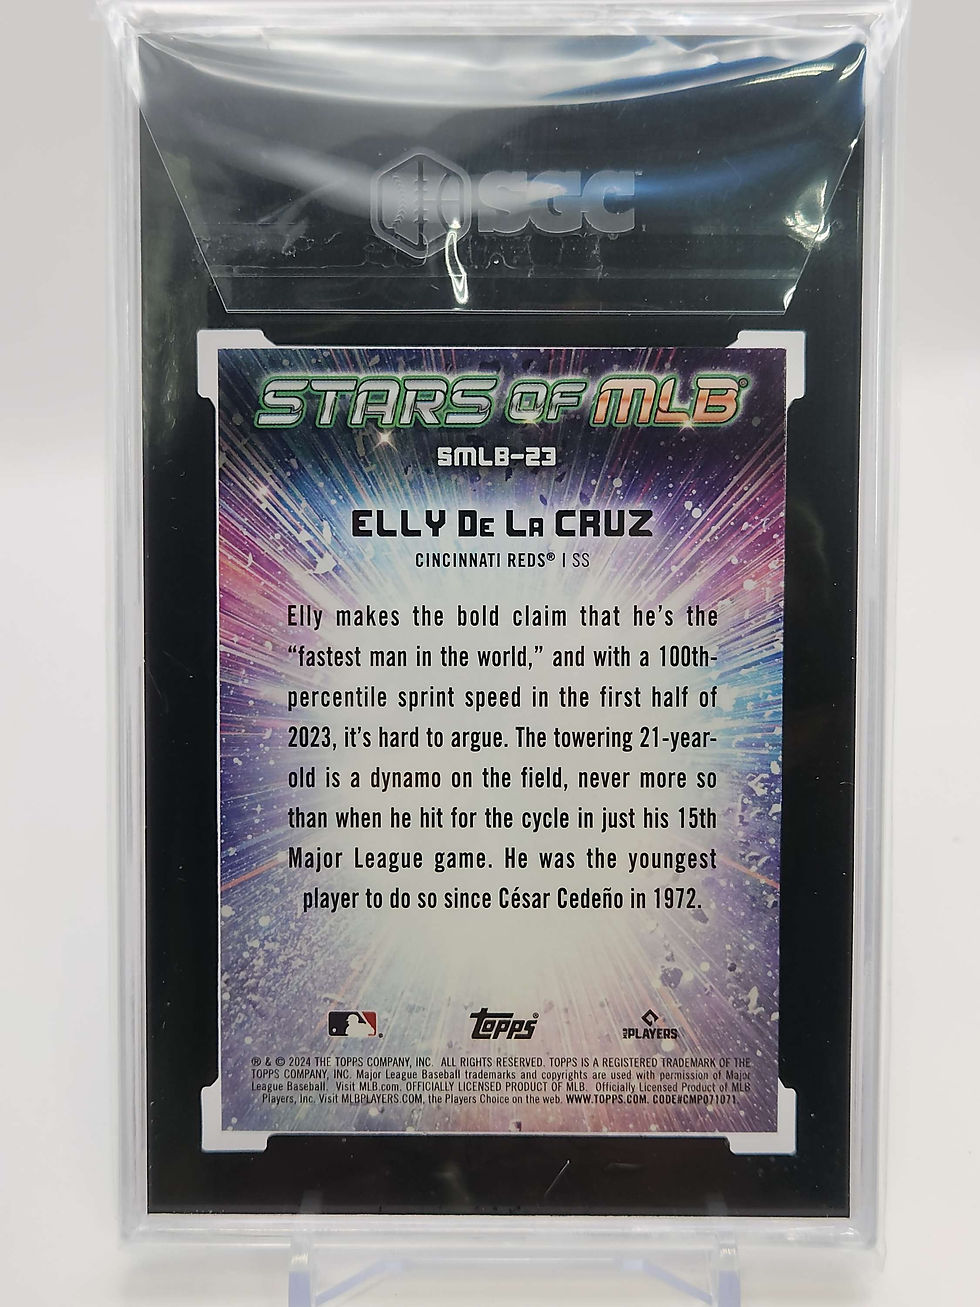 SGC
STARS OF MLB®
SMLB-23
ELLY DE LA CRUZ
CINCINNATI REDS® | SS
Elly makes the bold claim that he's the
“fastest man in the world,” and with a 100th-
percentile sprint speed in the first half of
2023, it's hard to argue. The towering 21-year-
old is a dynamo on the field, never more so
than when he hit for the cycle in just his 15th
Major League game. He was the youngest
player to do so since César Cedeño in 1972.
topps®
MLB PLAYERS
® & © 2024 THE TOPPS COMPANY, INC. ALL RIGHTS RESERVED. TOPPS IS A REGISTERED TRADEMARK OF THE
TOPPS COMPANY, INC. Major League Baseball trademarks and copyrights are used with permission of Major
League Baseball. Visit MLB.com. OFFICIALLY LICENSED PRODUCT OF MLB. Officially Licensed Product of MLB
Players, Inc. Visit MLBPLAYERS.COM, the Players Choice on the web. WWW.TOPPS.COM. CODE#CMP071071.